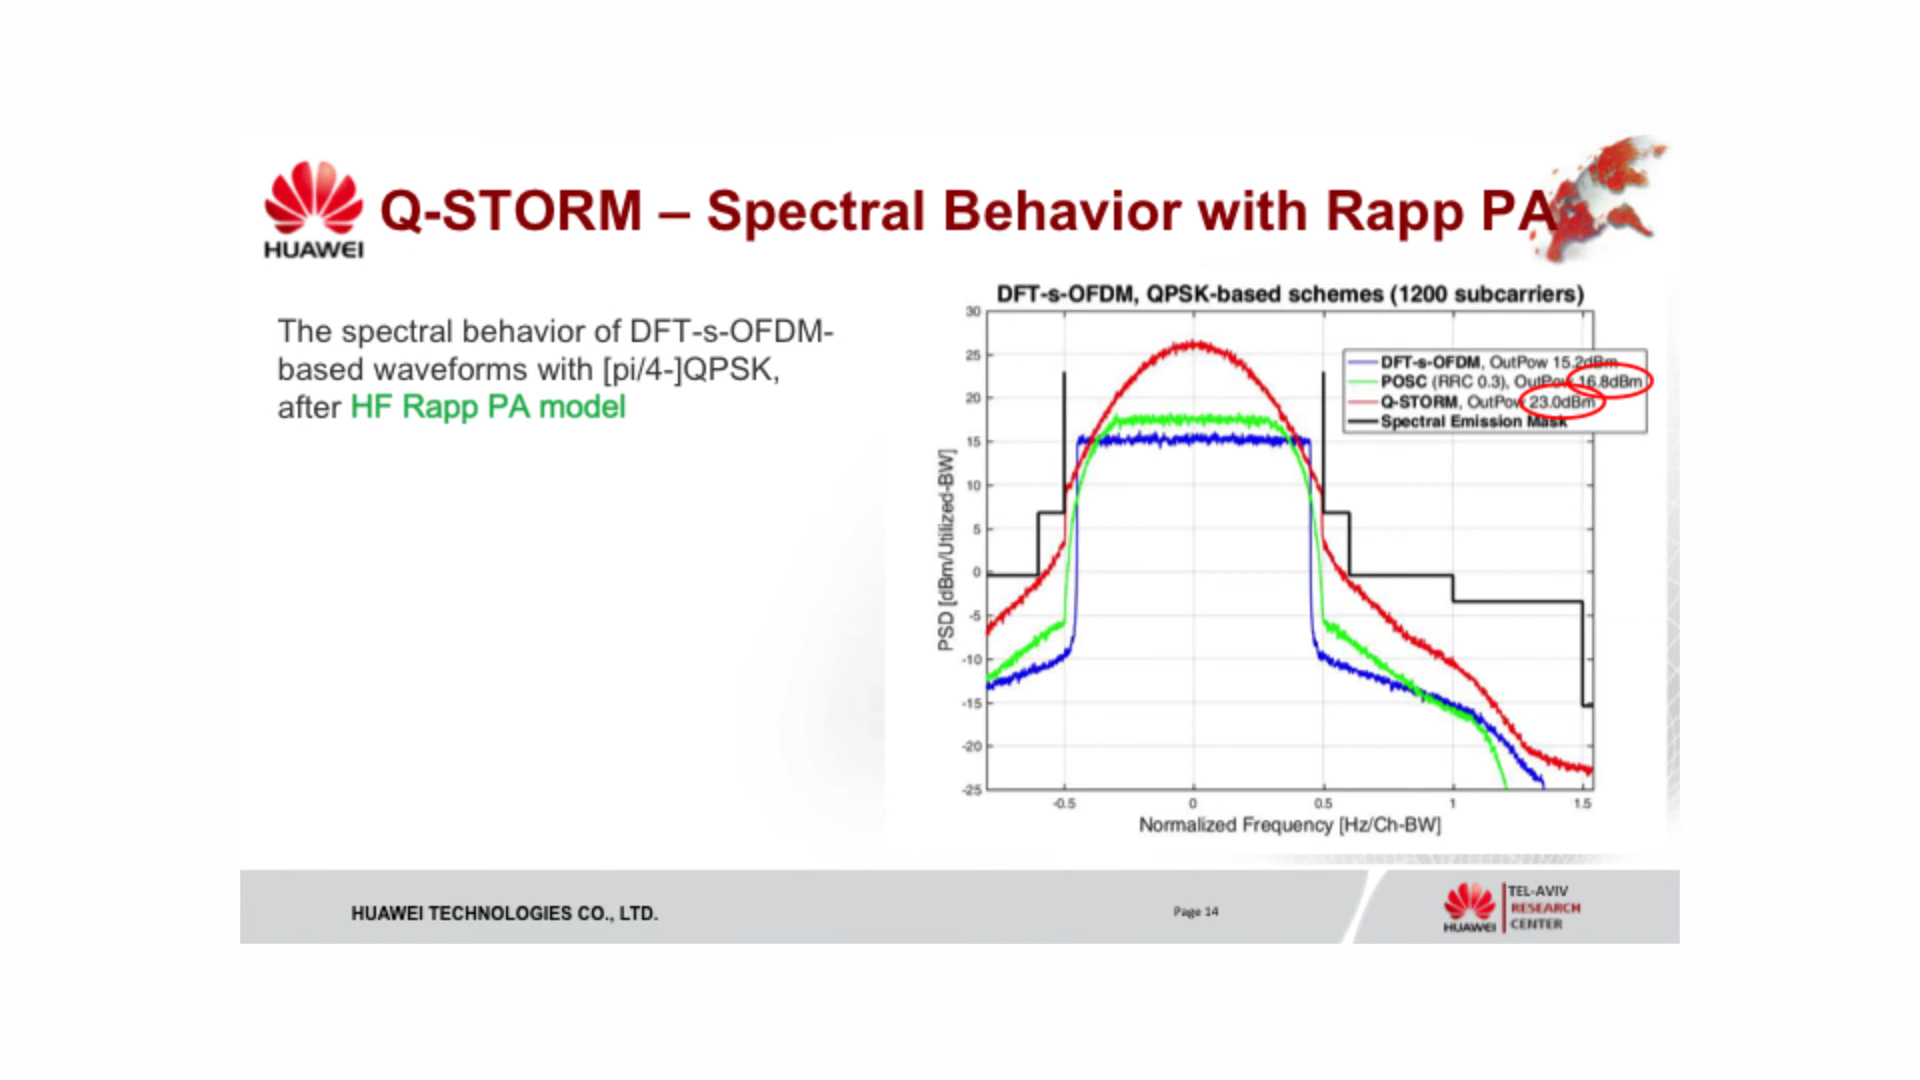 HUAWEI
Q-STORM – Spectral Behavior with Rapp PA
The spectral behavior of DFT-s-OFDM-
based waveforms with [pi/4-]QPSK,
after HF Rapp PA model
DFT-s-OFDM, QPSK-based schemes (1200 subcarriers)
30
25
20
15
10
5
0
-5
-10
-15
-20
-25
PSD [dBm/Utilized-BW]
DFT-s-OFDM, OutPow 15.2dBm
POSC (RRC 0.3), OutPow 16.8dBm
Q-STORM, OutPow 23.0dBm
Spectral Emission Mask
-0.5
0
0.5
1
1.5
Normalized Frequency [Hz/Ch-BW]
HUAWEI TECHNOLOGIES CO., LTD.
Page 14
HUAWEI
TEL-AVIV
RESEARCH
CENTER